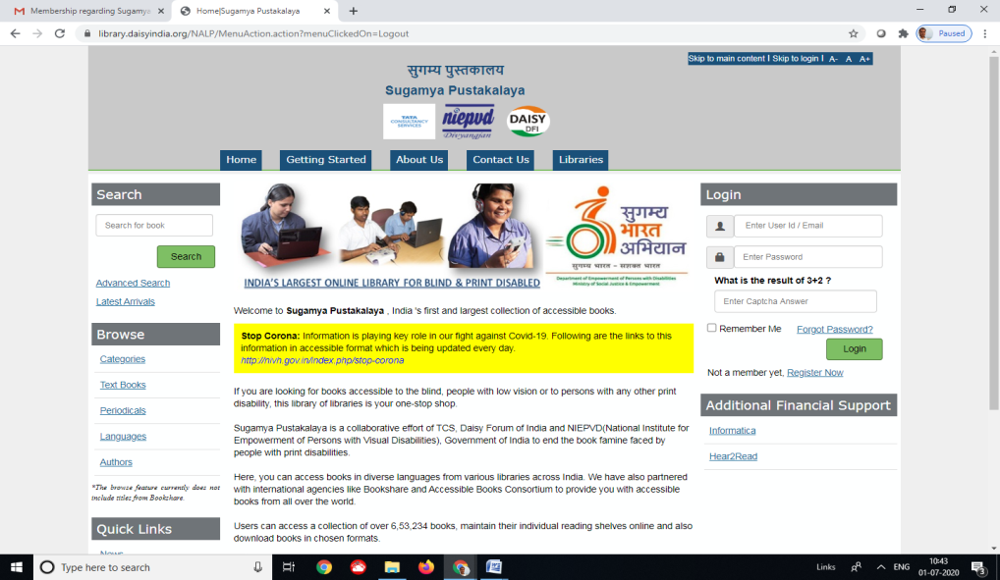 Membership regarding Sugamya
Home|Sugamya Pustakalaya
library.daisyindia.org/NALP/MenuAction.action?menuClickedOn=Logout
Paused
Skip to main content | Skip to login | A- A A+
सुगम्य पुस्तकालय
Sugamya Pustakalaya
TATA
CONSULTANCY
SERVICES
niepvd
Divyangjan
DAISY
DFI
Home Getting Started About Us Contact Us Libraries
Search
Search for book
Search
Advanced Search
Latest Arrivals
Browse
Categories
Text Books
Periodicals
Languages
Authors
*The browse feature currently does not
include titles from Bookshare.
Quick Links
News
INDIA'S LARGEST ONLINE LIBRARY FOR BLIND & PRINT DISABLED
सुगम्य
भारत
अभियान
सुगम्य भारत - सशक्त भारत
Department of Empowerment of Persons with Disabilities
Ministry of Social Justice & Empowerment
Welcome to Sugamya Pustakalaya , India 's first and largest collection of accessible books.
Stop Corona: Information is playing key role in our fight against Covid-19. Following are the links to this
information in accessible format which is being updated every day.
http://nivh.gov.in/index.php/stop-corona
If you are looking for books accessible to the blind, people with low vision or to persons with any other print
disability, this library of libraries is your one-stop shop.
Sugamya Pustakalaya is a collaborative effort of TCS, Daisy Forum of India and NIEPVD(National Institute for
Empowerment of Persons with Visual Disabilities), Government of India to end the book famine faced by
people with print disabilities.
Here, you can access books in diverse languages from various libraries across India. We have also partnered
with international agencies like Bookshare and Accessible Books Consortium to provide you with accessible
books from all over the world.
Users can access a collection of over 6,53,234 books, maintain their individual reading shelves online and also
download books in chosen formats.
Login
Enter User Id / Email
Enter Password
What is the result of 3+2 ?
Enter Captcha Answer
Remember Me Forgot Password?
Login
Not a member yet, Register Now
Additional Financial Support
Informatica
Hear2Read
Type here to search
Links
ENG
10:43
01-07-2020
3